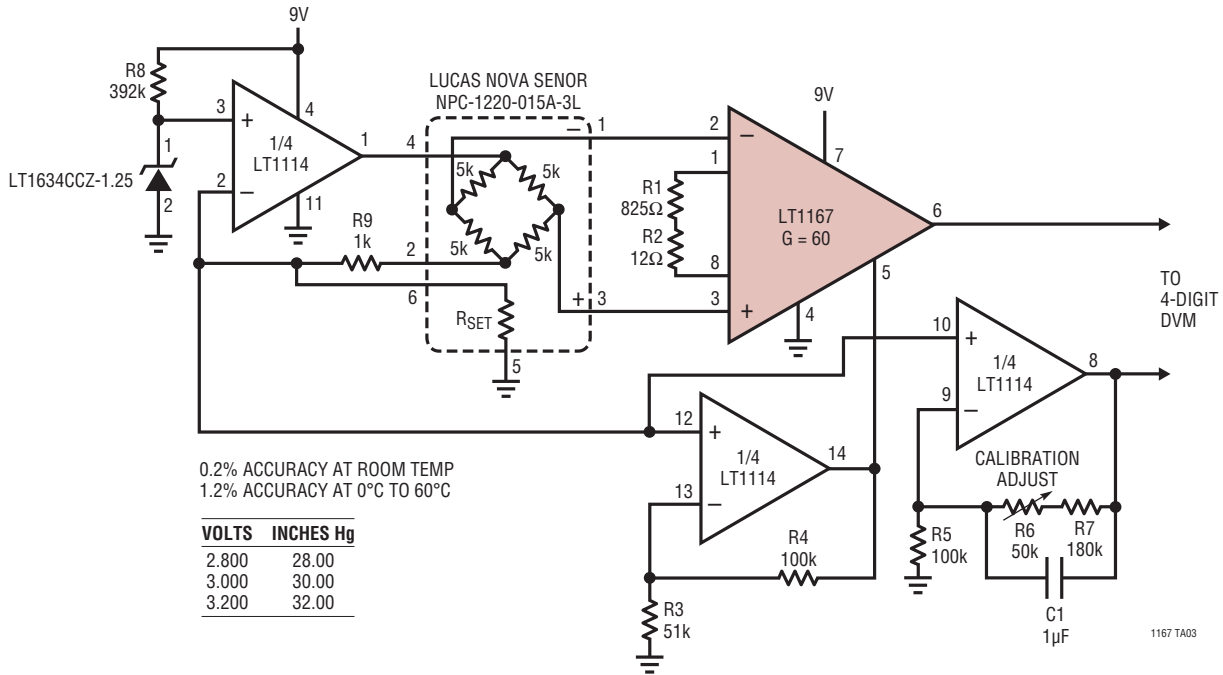 9V
R8
392k
3
+
4
1/4
LT1114
1
1
LT1634CCZ-1.25
2
2
–
11
R9
1k
LUCAS NOVA SENOR
NPC-1220-015A-3L
4
–
1
5k
5k
5k
5k
2
6
RSET
5
+
3
9V
2
–
7
1
R1
825Ω
R2
12Ω
LT1167
G = 60
6
8
3
+
4
5
TO
4-DIGIT
DVM
10
+
1/4
LT1114
8
9
–
12
+
1/4
LT1114
14
13
–
CALIBRATION
ADJUST
R6
50k
R7
180k
R5
100k
C1
1µF
R4
100k
R3
51k
0.2% ACCURACY AT ROOM TEMP
1.2% ACCURACY AT 0°C TO 60°C
VOLTS INCHES Hg
2.800 28.00
3.000 30.00
3.200 32.00
1167 TA03